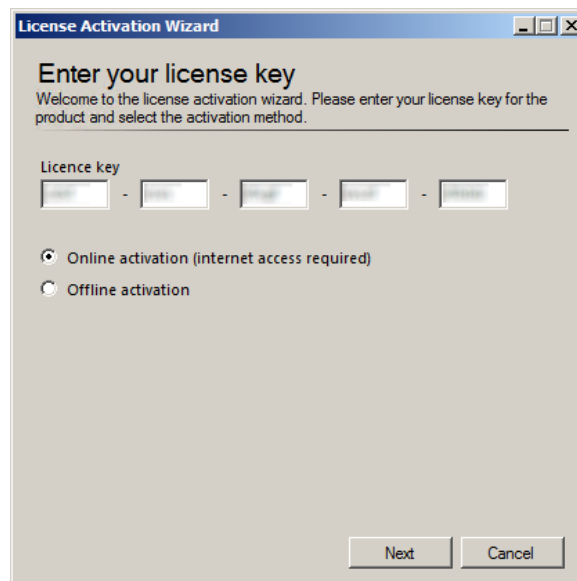 License Activation Wizard
Enter your license key
Welcome to the license activation wizard. Please enter your license key for the
product and select the activation method.
Licence key
- - - -
Online activation (internet access required)
Offline activation
Next Cancel